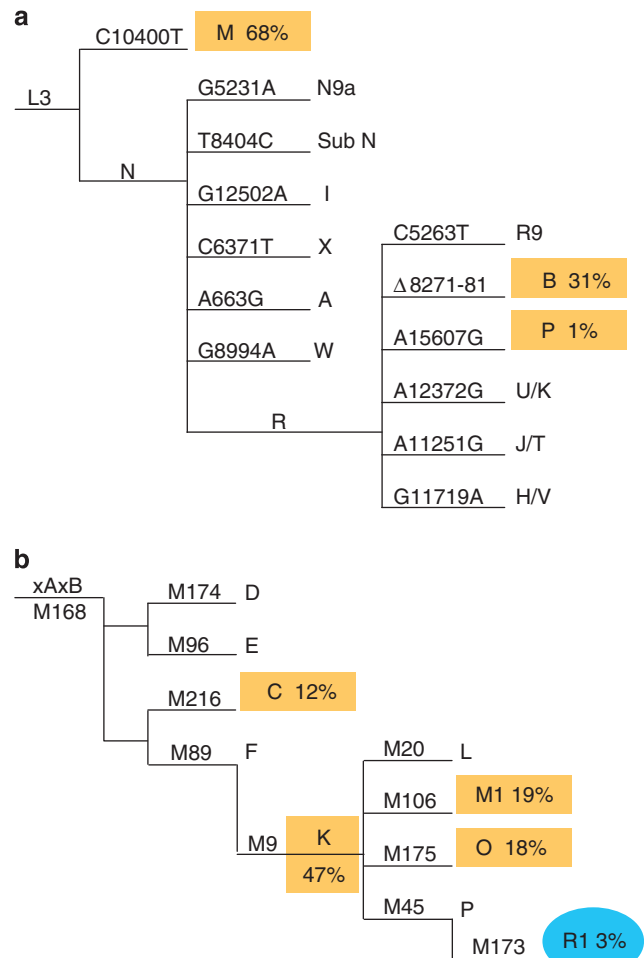 a
C10400T M 68%
L3
G5231A N9a
T8404C Sub N
N
G12502A I
C5263T R9
C6371T X
Δ8271-81 B 31%
A663G A
A15607G P 1%
G8994A W
A12372G U/K
R
A11251G J/T
G11719A H/V
b
xAxB
M168
M174 D
M96 E
M216 C 12%
M89 F
M20 L
M106 M1 19%
M9 K
47%
M175 O 18%
M45 P
M173 R1 3%